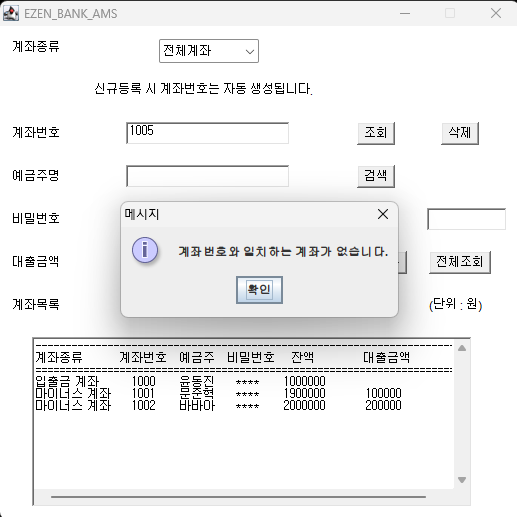 EZEN_BANK_AMS
계좌종류 전체계좌
신규등록 시 계좌번호는 자동 생성됩니다.
계좌번호 1005 조회 삭제
예금주명 검색
메시지
비밀번호
계좌번호와 일치하는 계좌가 없습니다.
대출금액 전체조회
확인
계좌목록 (단위 : 원)
계좌종류 계좌번호 예금주 비밀번호 잔액 대출금액
입출금 계좌 1000 윤동진 **** 1000000
마이너스 계좌 1001 문준혁 **** 1900000 100000
마이너스 계좌 1002 바바아 **** 2000000 200000